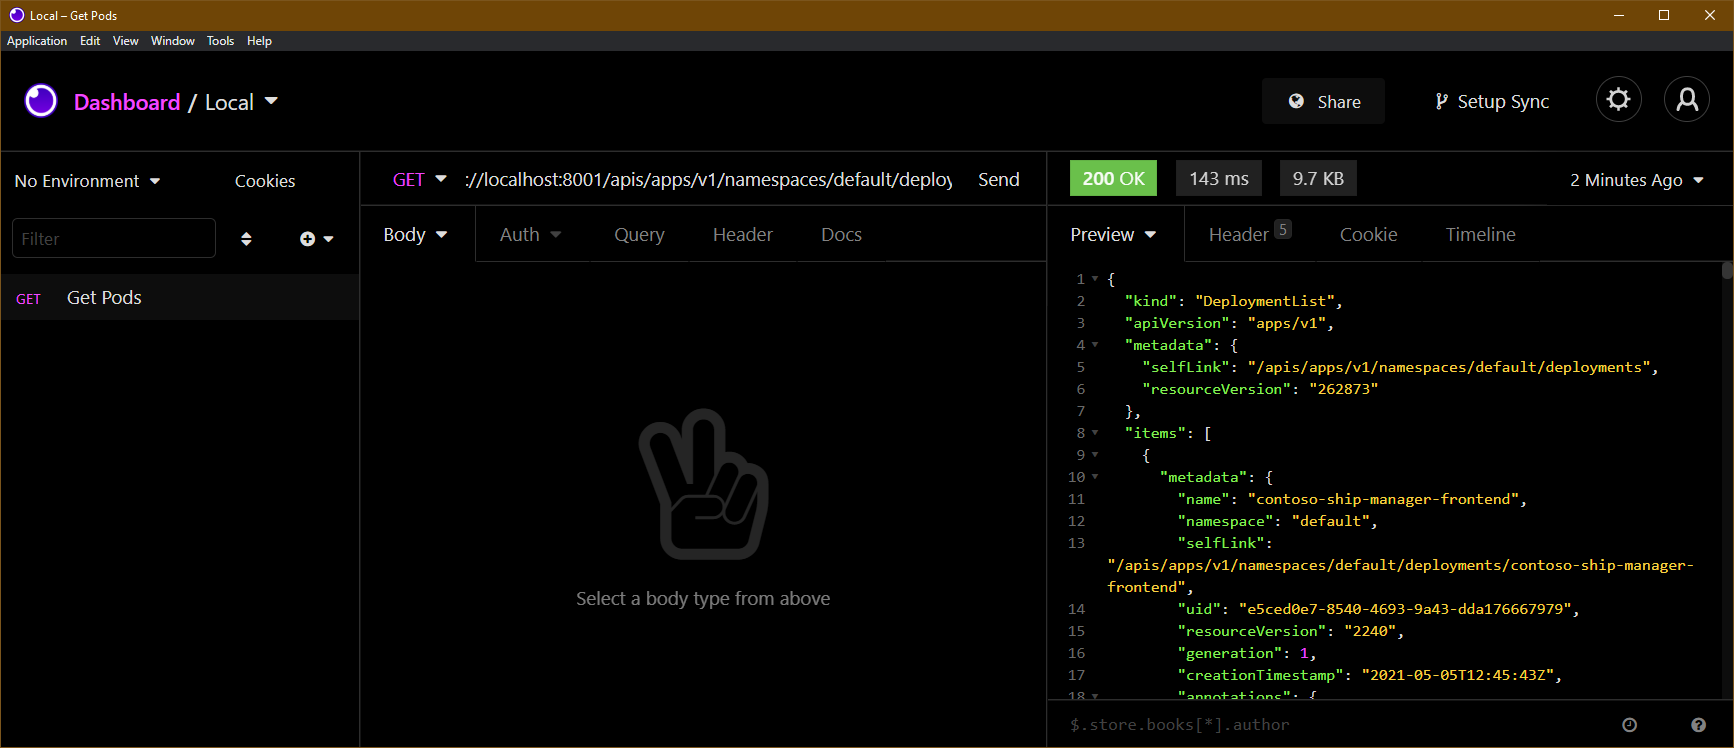 Local – Get Pods
Application Edit View Window Tools Help
Dashboard / Local
Share
Setup Sync
No Environment
Cookies
GET ://localhost:8001/apis/apps/v1/namespaces/default/deploy Send
200 OK 143 ms 9.7 KB
2 Minutes Ago
Filter
Body Auth Query Header Docs
Preview Header 5 Cookie Timeline
GET Get Pods
Select a body type from above
1 {
2 "kind": "DeploymentList",
3 "apiVersion": "apps/v1",
4 "metadata": {
5 "selfLink": "/apis/apps/v1/namespaces/default/deployments",
6 "resourceVersion": "262873"
7 },
8 "items": [
9 {
10 "metadata": {
11 "name": "contoso-ship-manager-frontend",
12 "namespace": "default",
13 "selfLink":
"/apis/apps/v1/namespaces/default/deployments/contoso-ship-manager-
frontend",
14 "uid": "e5ced0e7-8540-4693-9a43-dda176667979",
15 "resourceVersion": "2240",
16 "generation": 1,
17 "creationTimestamp": "2021-05-05T12:45:43Z",
18 "annotations": {
$.store.books[*].author